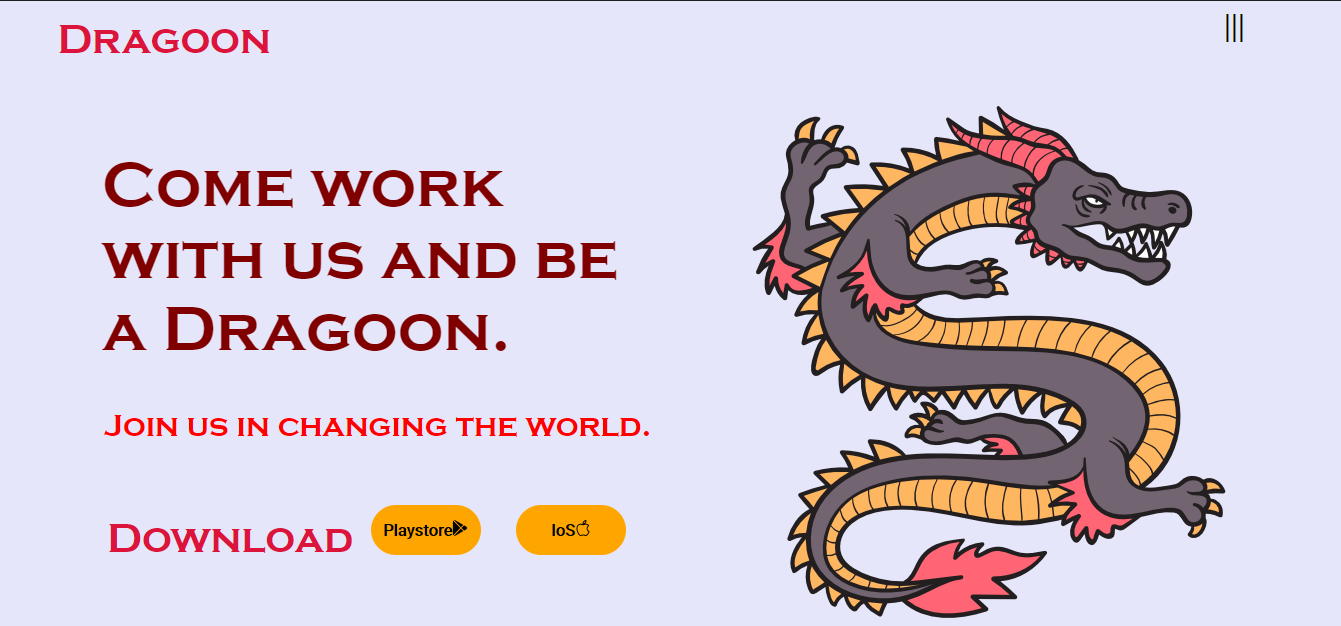 Dragoon
Come work
with us and be
a Dragoon.
Join us in changing the world.
Download
Playstore
IoS